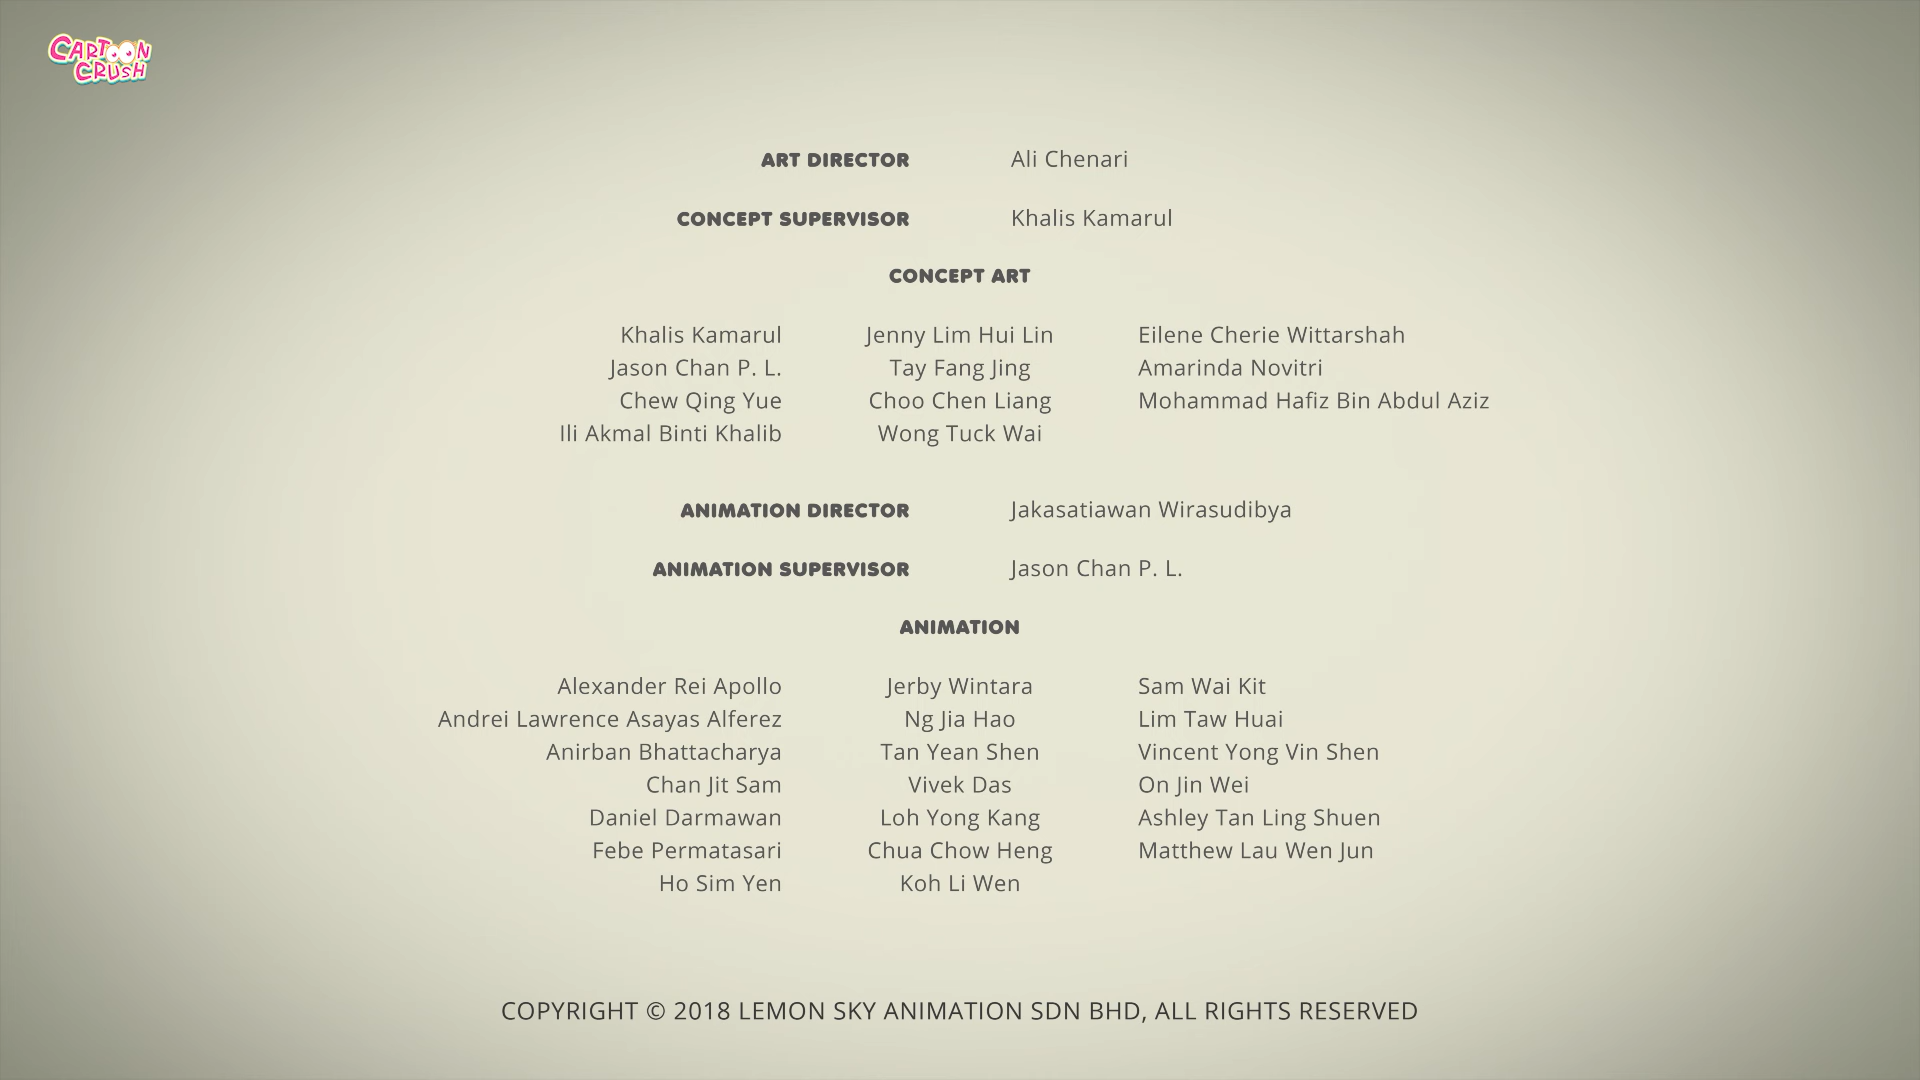 CARTOON
CRUSH
ART DIRECTOR Ali Chenari
CONCEPT SUPERVISOR Khalis Kamarul
CONCEPT ART
Khalis Kamarul Jenny Lim Hui Lin Eilene Cherie Wittarshah
Jason Chan P. L. Tay Fang Jing Amarinda Novitri
Chew Qing Yue Choo Chen Liang Mohammad Hafiz Bin Abdul Aziz
Ili Akmal Binti Khalib Wong Tuck Wai
ANIMATION DIRECTOR Jakasatiawan Wirasudibya
ANIMATION SUPERVISOR Jason Chan P. L.
ANIMATION
Alexander Rei Apollo Jerby Wintara Sam Wai Kit
Andrei Lawrence Asayas Alferez Ng Jia Hao Lim Taw Huai
Anirban Bhattacharya Tan Yean Shen Vincent Yong Vin Shen
Chan Jit Sam Vivek Das On Jin Wei
Daniel Darmawan Loh Yong Kang Ashley Tan Ling Shuen
Febe Permatasari Chua Chow Heng Matthew Lau Wen Jun
Ho Sim Yen Koh Li Wen
COPYRIGHT © 2018 LEMON SKY ANIMATION SDN BHD, ALL RIGHTS RESERVED